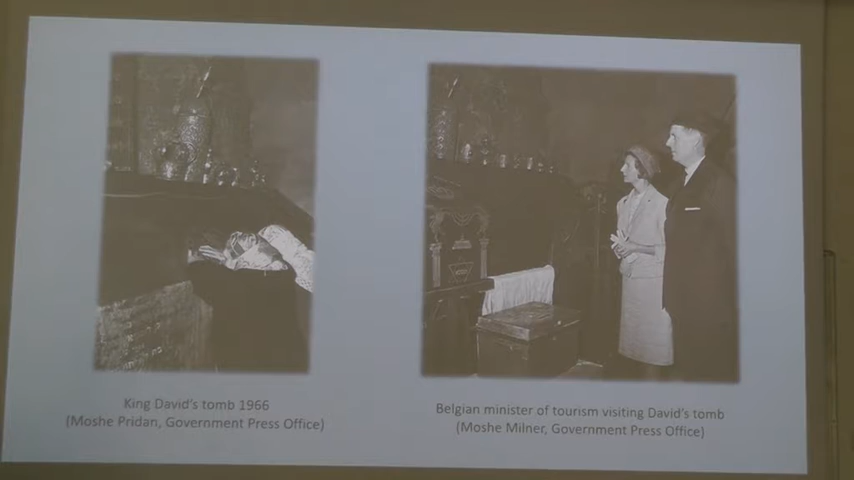 King David's tomb 1966
(Moshe Pridan, Government Press Office)
Belgian minister of tourism visiting David's tomb
(Moshe Milner, Government Press Office)